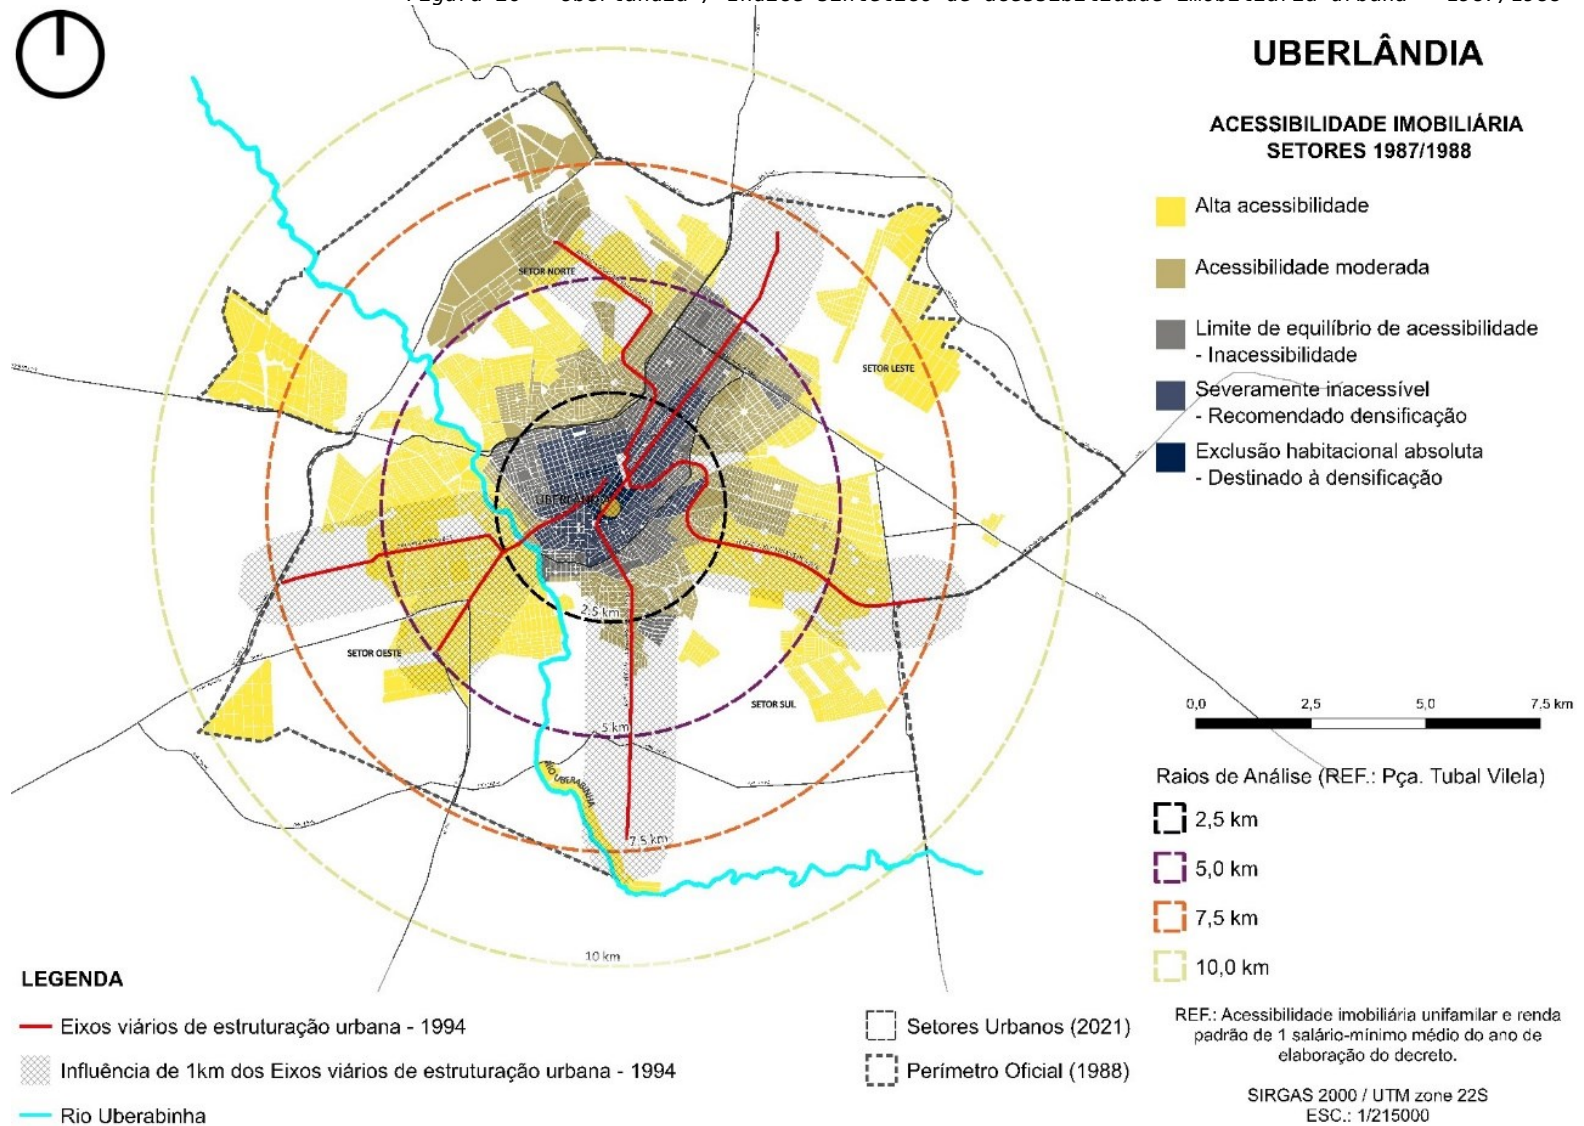 UBERLÂNDIA
ACESSIBILIDADE IMOBILIÁRIA
SETORES 1987/1988
Alta acessibilidade
Acessibilidade moderada
Limite de equilíbrio de acessibilidade
- Inacessibilidade
Severamente inacessível
- Recomendado densificação
Exclusão habitacional absoluta
- Destinado à densificação
SETOR NORTE
SETOR LESTE
UBERLÂNDIA
2.5 km
SETOR OESTE
SETOR SUL
5 km
RIO UBERABINHA
7.5 km
10 km
0,0 2,5 5,0 7,5 km
Raios de Análise (REF.: Pça. Tubal Vilela)
2,5 km
5,0 km
7,5 km
10,0 km
LEGENDA
Eixos viários de estruturação urbana - 1994
Influência de 1km dos Eixos viários de estruturação urbana - 1994
Rio Uberabinha
Setores Urbanos (2021)
Perímetro Oficial (1988)
REF.: Acessibilidade imobiliária unifamilar e renda
padrão de 1 salário-mínimo médio do ano de
elaboração do decreto.
SIRGAS 2000 / UTM zone 22S
ESC.: 1/215000